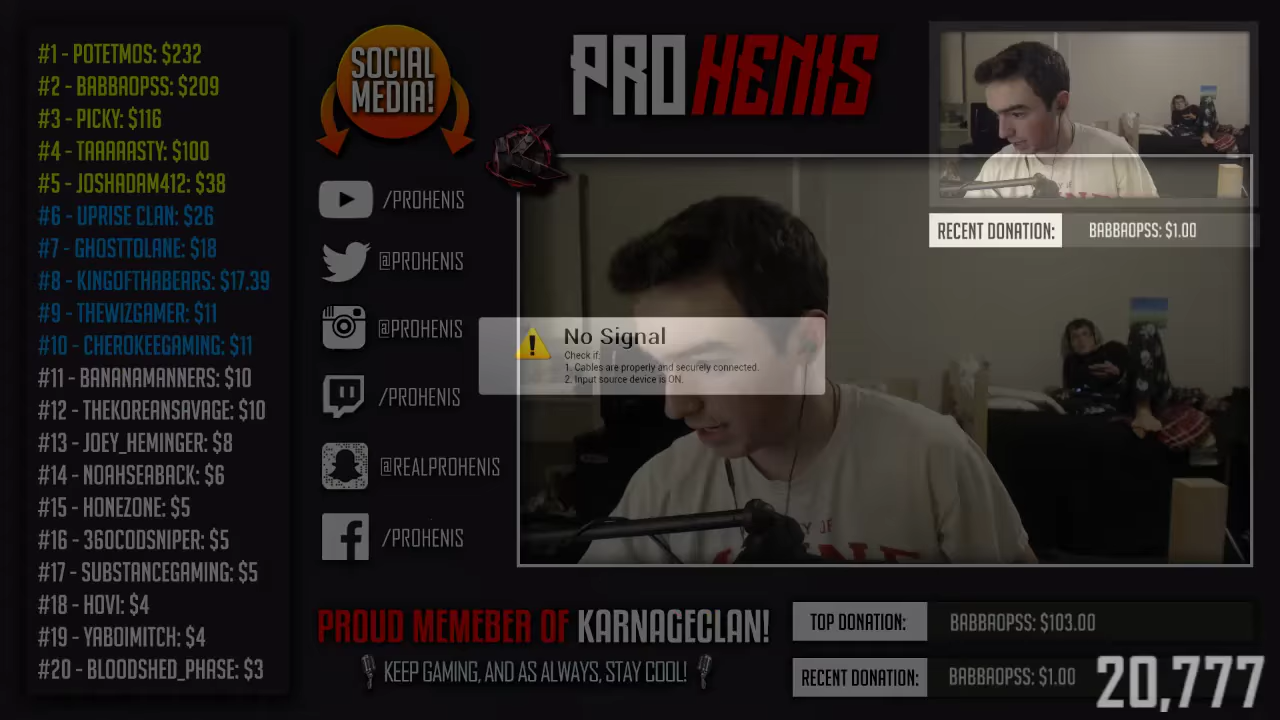 #1 - POTETMOS: $232
#2 - BABBAOPSS: $209
#3 - PICKY: $116
#4 - TAAAAASTY: $100
#5 - JOSHADAM412: $38
#6 - UPRISE CLAN: $26
#7 - GHOSTTOLANE: $18
#8 - KINGOFTHABEARS: $17.39
#9 - THEWIZGAMER: $11
#10 - CHEROKEEGAMING: $11
#11 - BANANAMANNERS: $10
#12 - THEKOREANSAVAGE: $10
#13 - JOEY_HEMINGER: $8
#14 - NOAHSEABACK: $6
#15 - HONEZONE: $5
#16 - 360CODSNIPER: $5
#17 - SUBSTANCEGAMING: $5
#18 - HOVI: $4
#19 - YABOIMITCH: $4
#20 - BLOODSHED_PHASE: $3
SOCIAL
MEDIA!
/PROHENIS
@PROHENIS
@PROHENIS
/PROHENIS
@REALPROHENIS
/PROHENIS
PROHENIS
RECENT DONATION: BABBAOPSS: $1.00
No Signal
Check if:
1. Cables are properly and securely connected.
2. Input source device is ON.
PROUD MEMEBER OF KARNAGECLAN!
KEEP GAMING, AND AS ALWAYS, STAY COOL!
TOP DONATION: BABBAOPSS: $103.00
RECENT DONATION: BABBAOPSS: $1.00
20,777